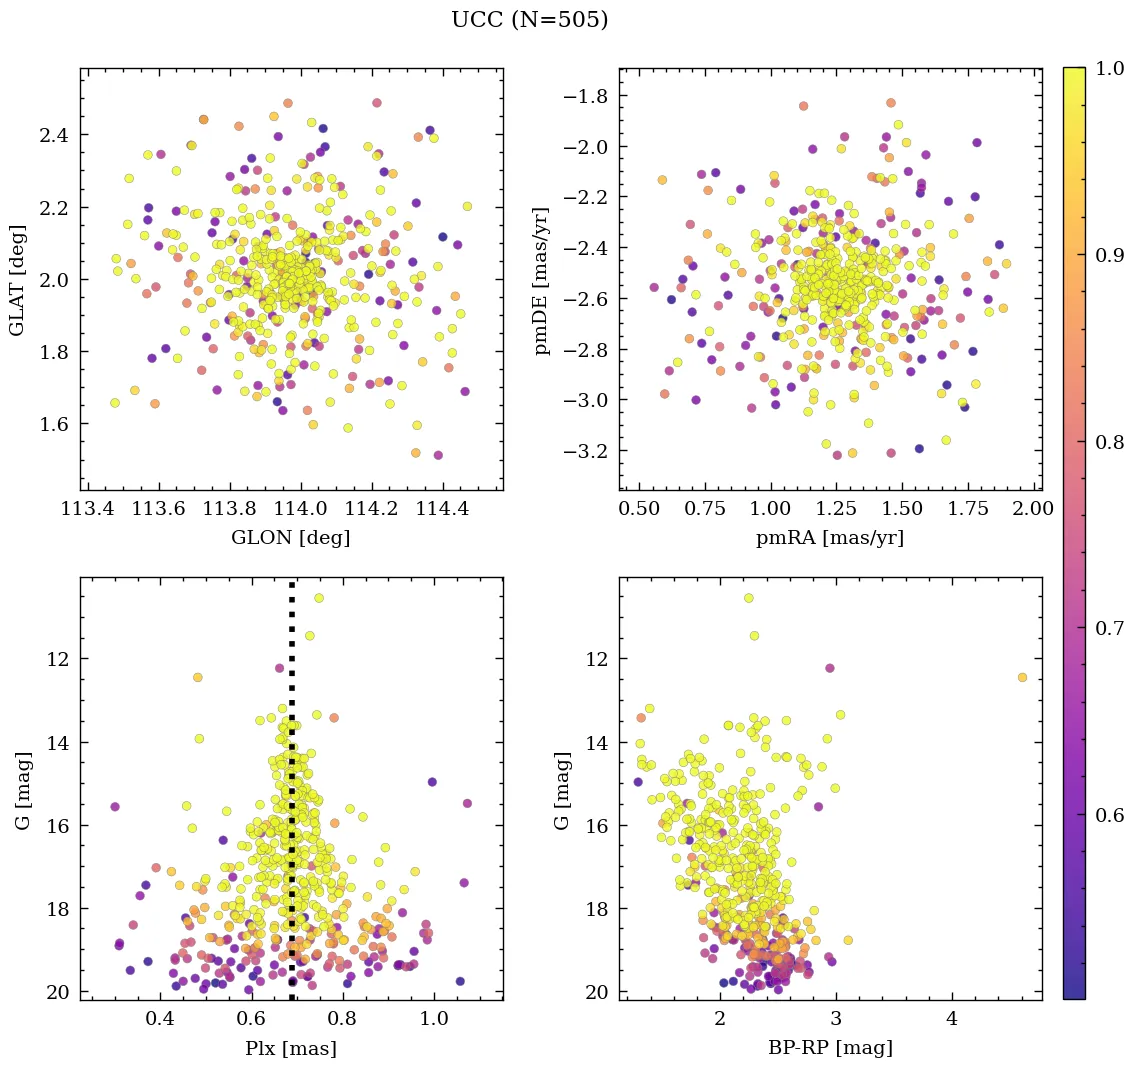 UCC (N=505)
2.4
2.2
2.0
1.8
1.6
GLAT [deg]
113.4 113.6 113.8 114.0 114.2 114.4
GLON [deg]
−1.8
−2.0
−2.2
−2.4
−2.6
−2.8
−3.0
−3.2
pmDE [mas/yr]
0.50 0.75 1.00 1.25 1.50 1.75 2.00
pmRA [mas/yr]
1.0
0.9
0.8
0.7
0.6
12
14
16
18
20
G [mag]
0.4 0.6 0.8 1.0
Plx [mas]
12
14
16
18
20
G [mag]
2 3 4
BP-RP [mag]